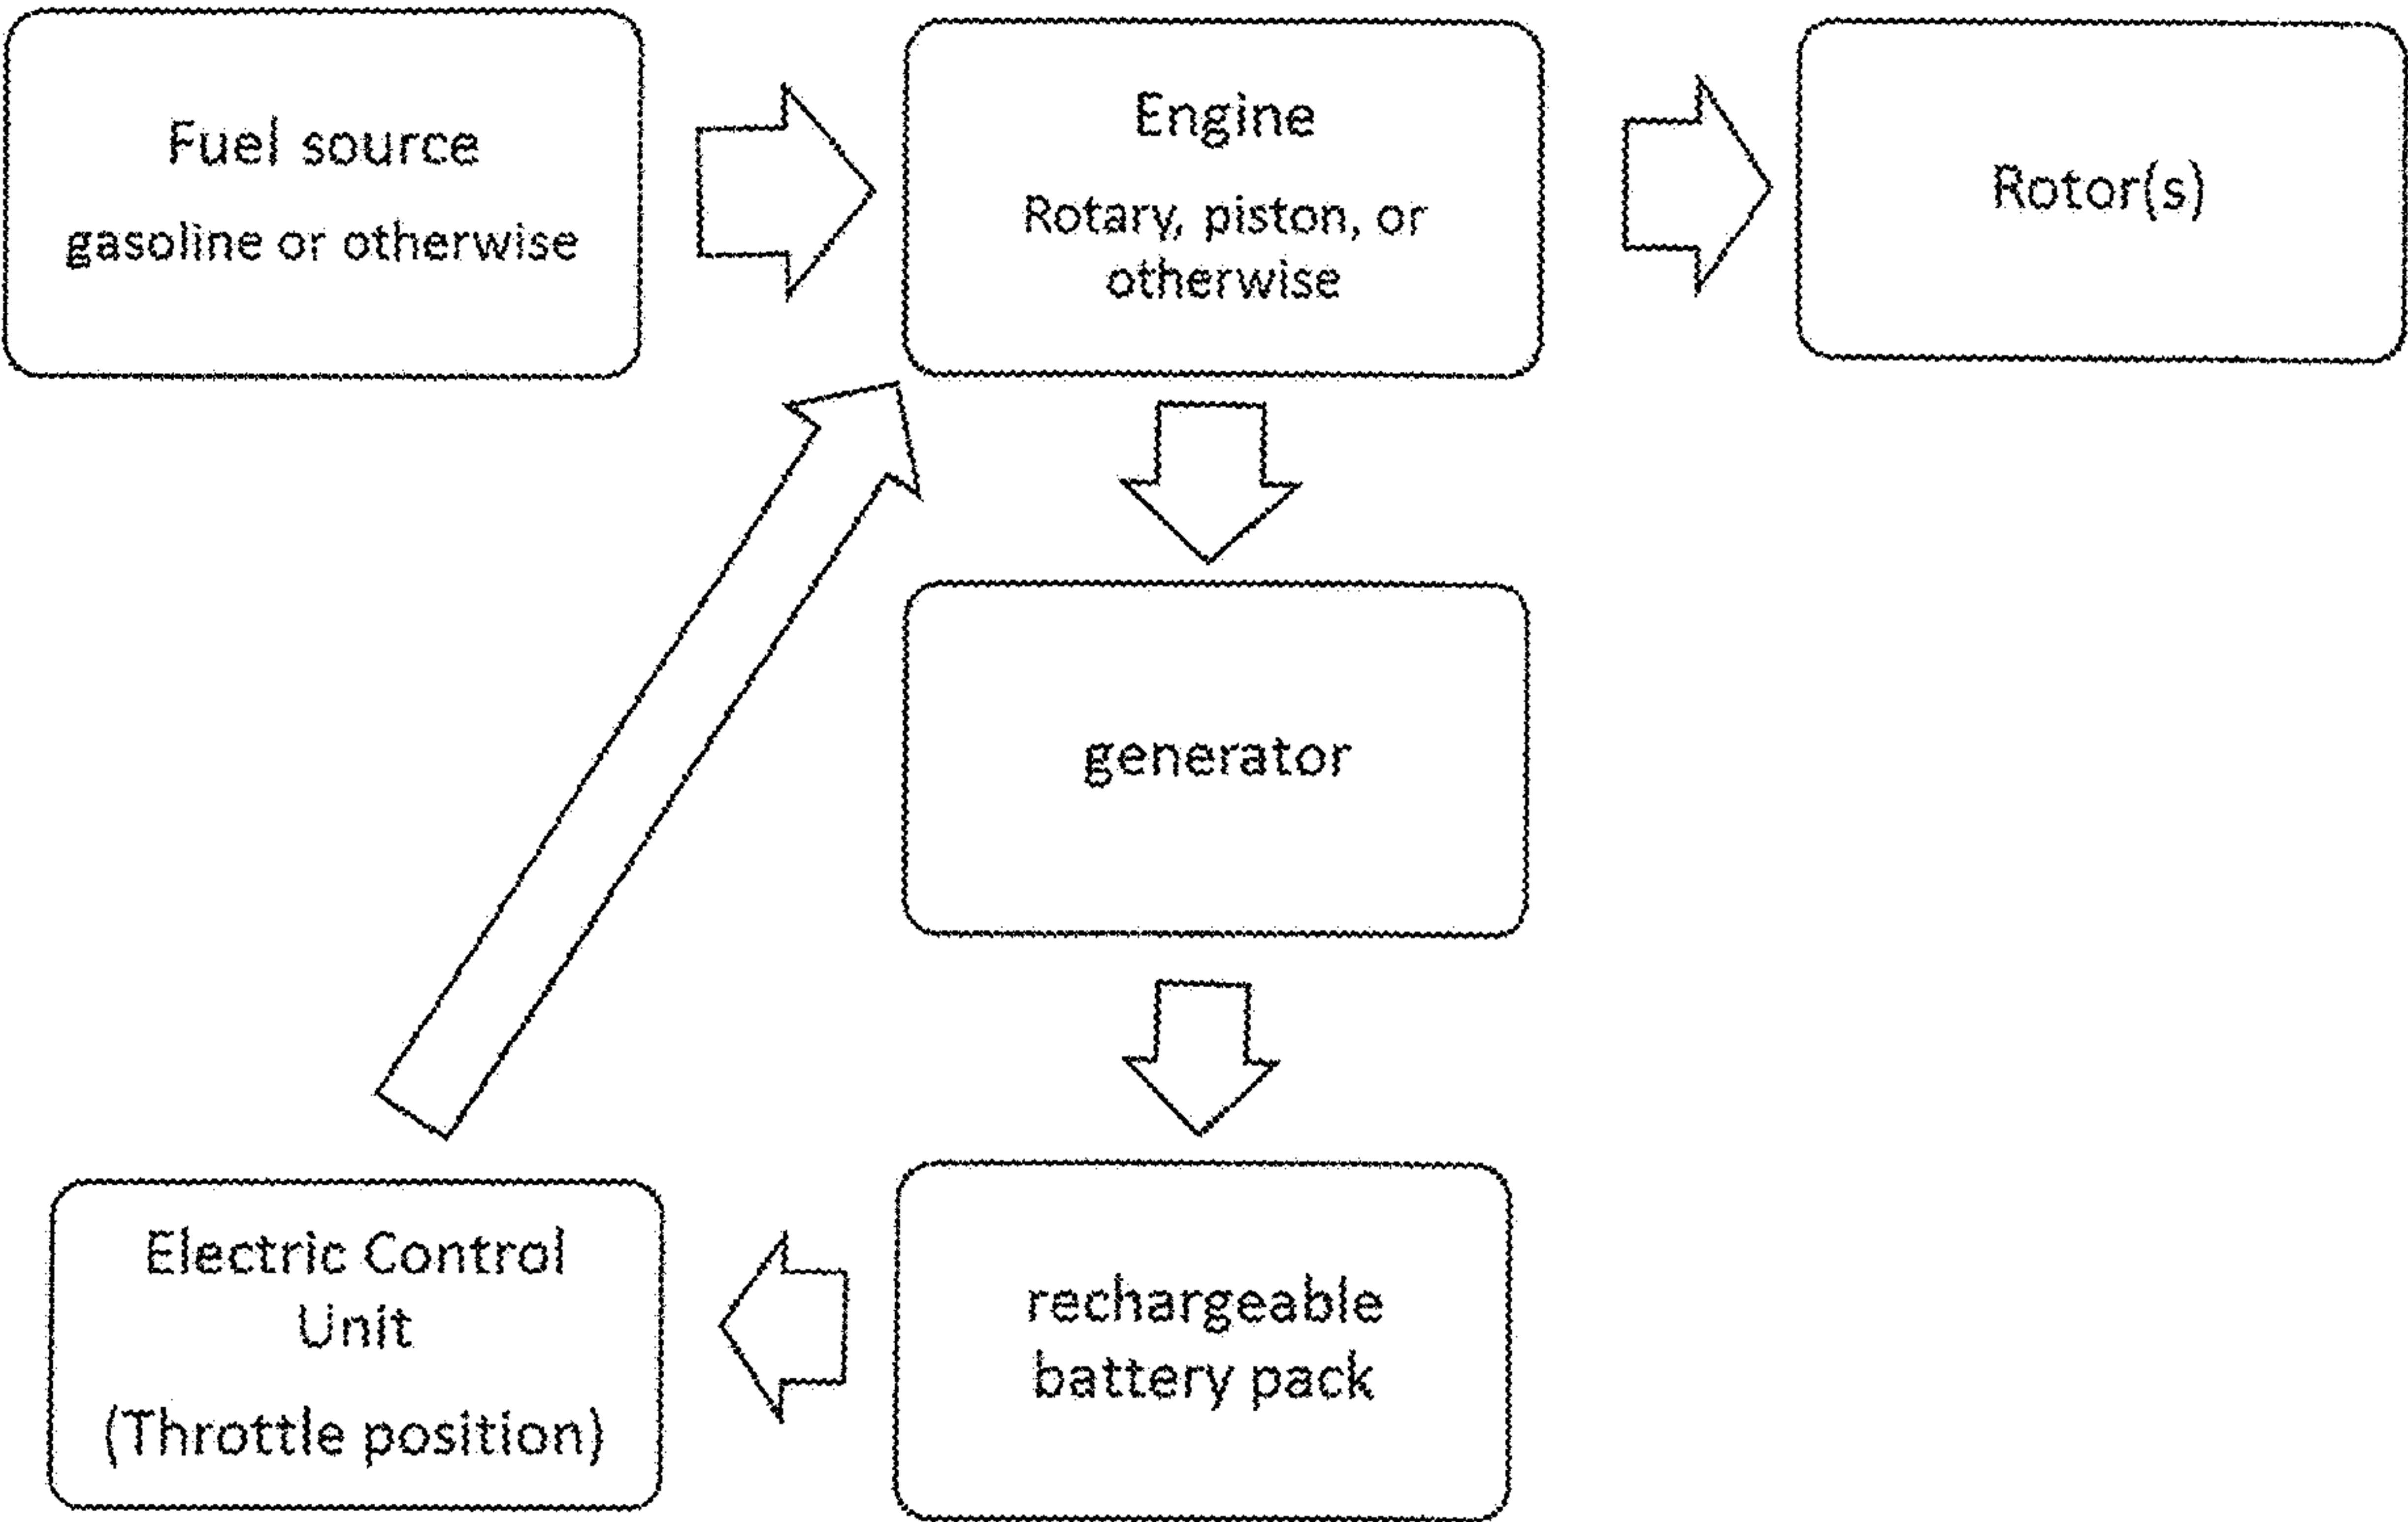 Fuel source
gasoline or otherwise
Engine
Rotary, piston, or
otherwise
Rotor(s)
generator
Electric Control
Unit
(Throttle position)
rechargeable
battery pack